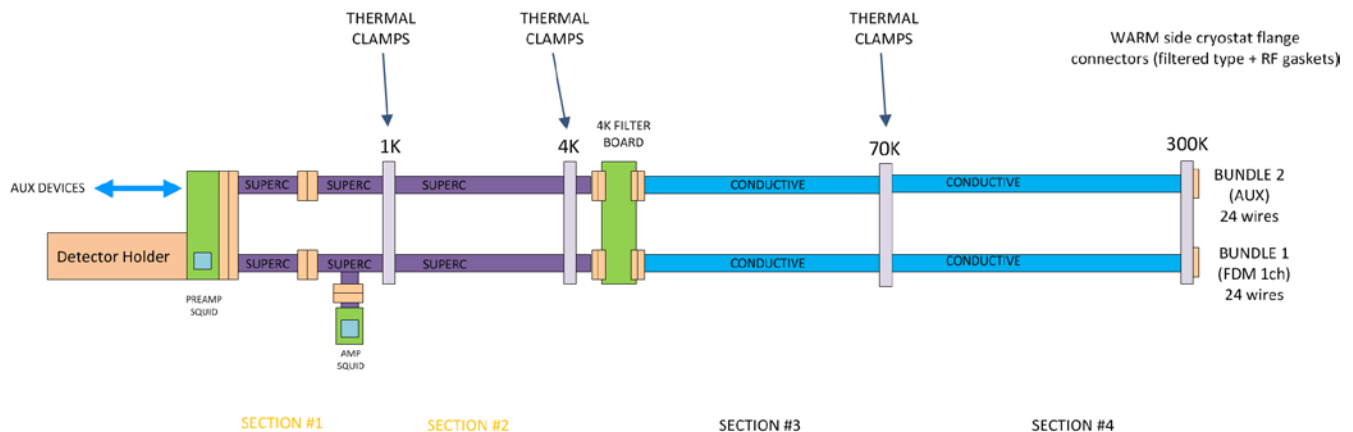 THERMAL
CLAMPS
THERMAL
CLAMPS
THERMAL
CLAMPS
WARM side cryostat flange
connectors (filtered type + RF gaskets)
4K FILTER
BOARD
1K
4K
70K
300K
AUX DEVICES
SUPERC
SUPERC
SUPERC
CONDUCTIVE
CONDUCTIVE
BUNDLE 2
(AUX)
24 wires
Detector Holder
SUPERC
SUPERC
SUPERC
CONDUCTIVE
CONDUCTIVE
BUNDLE 1
(FDM 1ch)
24 wires
PREAMP
SQUID
AMP
SQUID
SECTION #1
SECTION #2
SECTION #3
SECTION #4